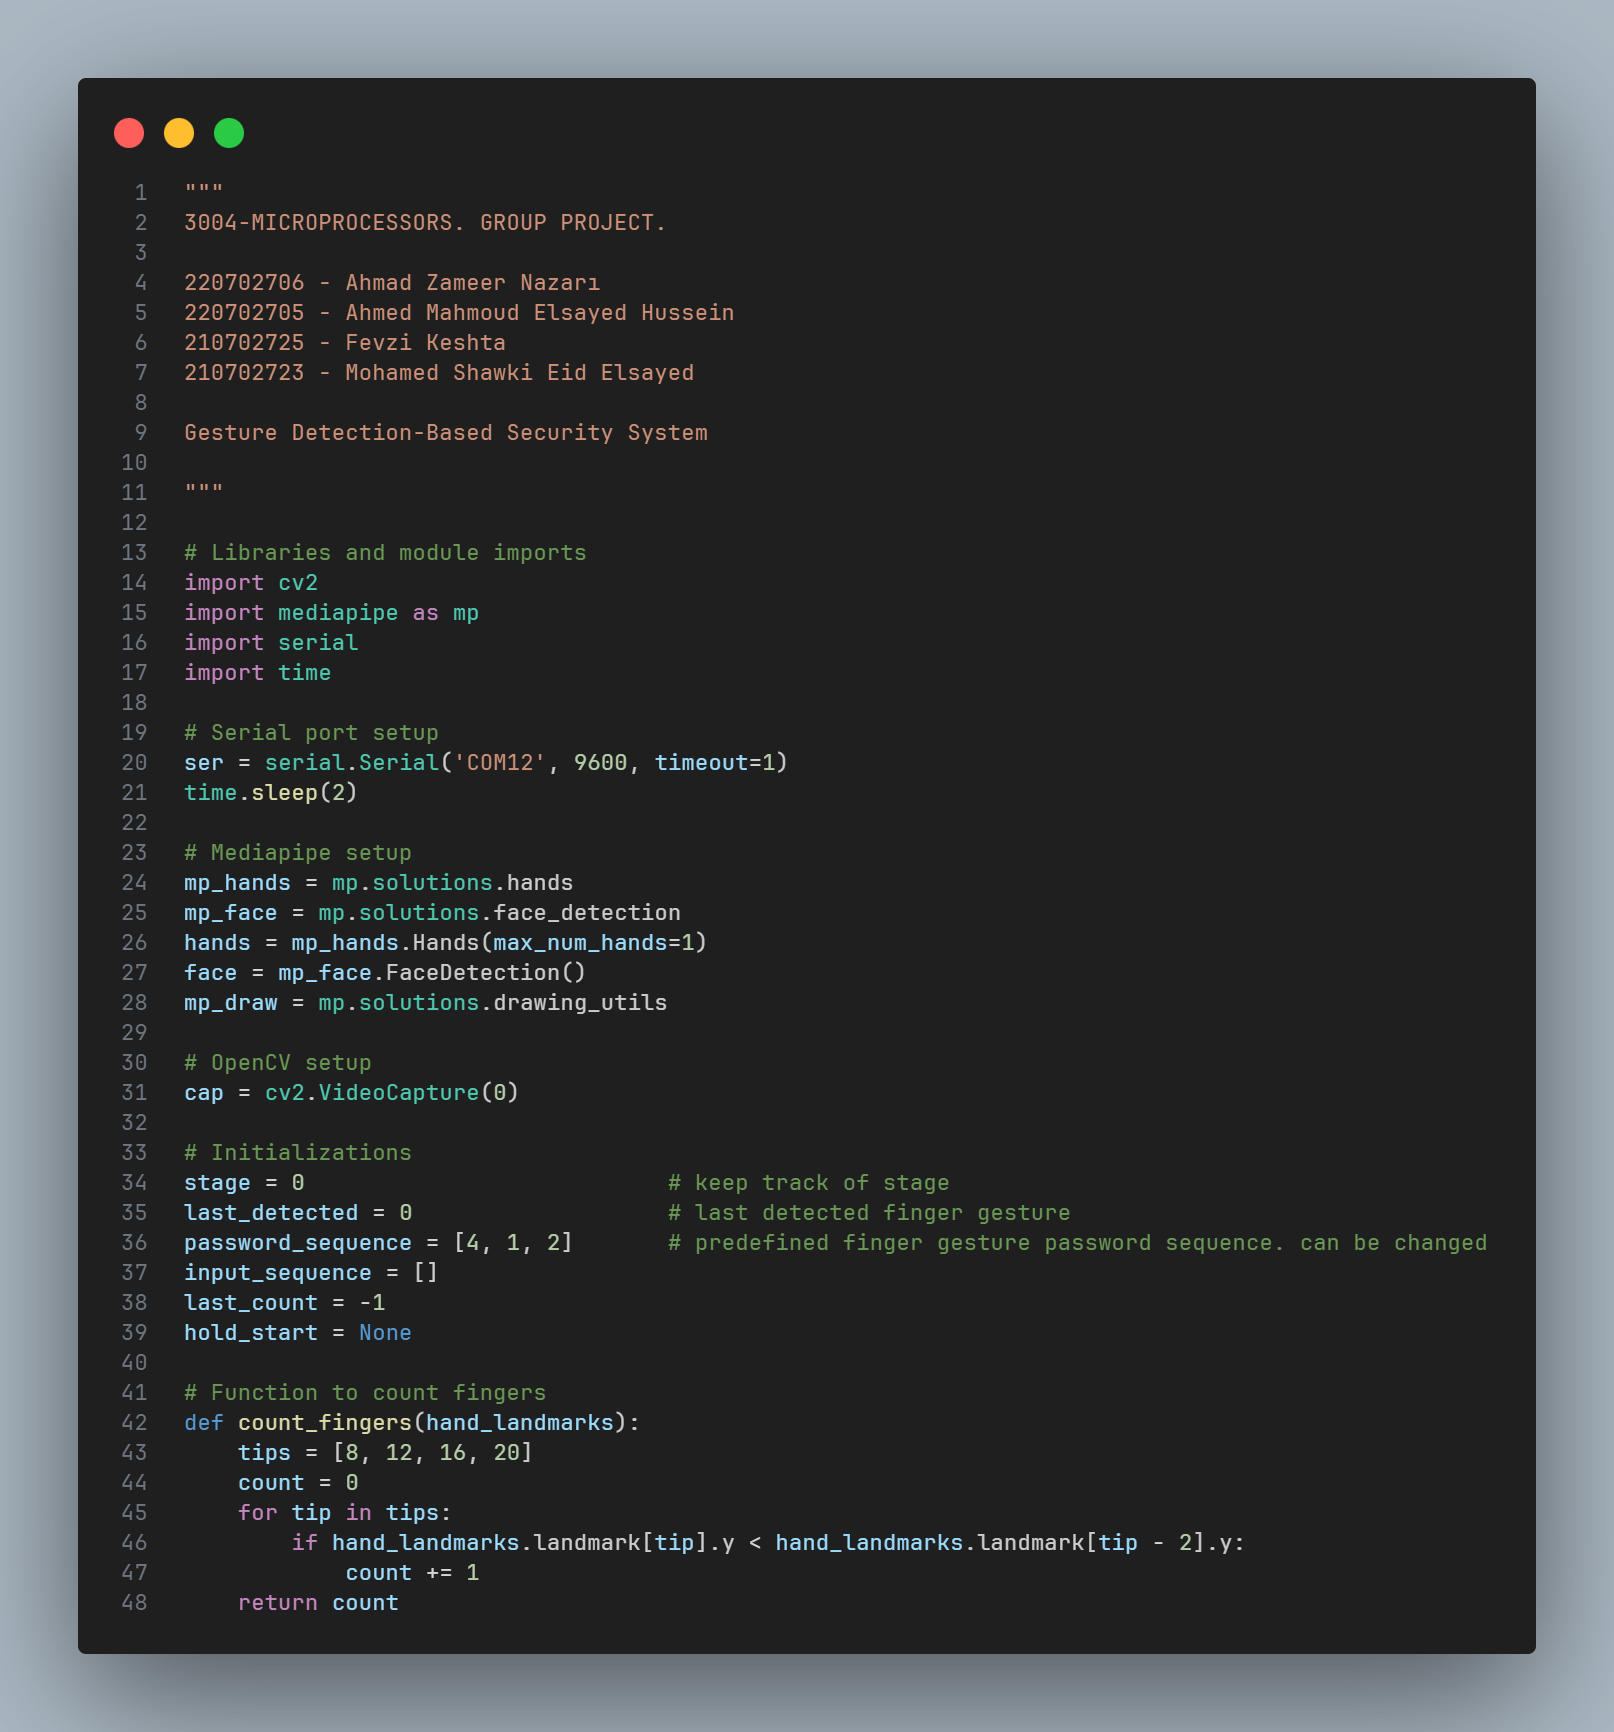 1 """
2 3004-MICROPROCESSORS. GROUP PROJECT.
3
4 220702706 - Ahmad Zameer Nazarı
5 220702705 - Ahmed Mahmoud Elsayed Hussein
6 210702725 - Fevzi Keshta
7 210702723 - Mohamed Shawki Eid Elsayed
8
9 Gesture Detection-Based Security System
10
11 """
12
13 # Libraries and module imports
14 import cv2
15 import mediapipe as mp
16 import serial
17 import time
18
19 # Serial port setup
20 ser = serial.Serial('COM12', 9600, timeout=1)
21 time.sleep(2)
22
23 # Mediapipe setup
24 mp_hands = mp.solutions.hands
25 mp_face = mp.solutions.face_detection
26 hands = mp_hands.Hands(max_num_hands=1)
27 face = mp_face.FaceDetection()
28 mp_draw = mp.solutions.drawing_utils
29
30 # OpenCV setup
31 cap = cv2.VideoCapture(0)
32
33 # Initializations
34 stage = 0                           # keep track of stage
35 last_detected = 0                   # last detected finger gesture
36 password_sequence = [4, 1, 2]       # predefined finger gesture password sequence. can be changed
37 input_sequence = []
38 last_count = -1
39 hold_start = None
40
41 # Function to count fingers
42 def count_fingers(hand_landmarks):
43     tips = [8, 12, 16, 20]
44     count = 0
45     for tip in tips:
46         if hand_landmarks.landmark[tip].y < hand_landmarks.landmark[tip - 2].y:
47             count += 1
48     return count